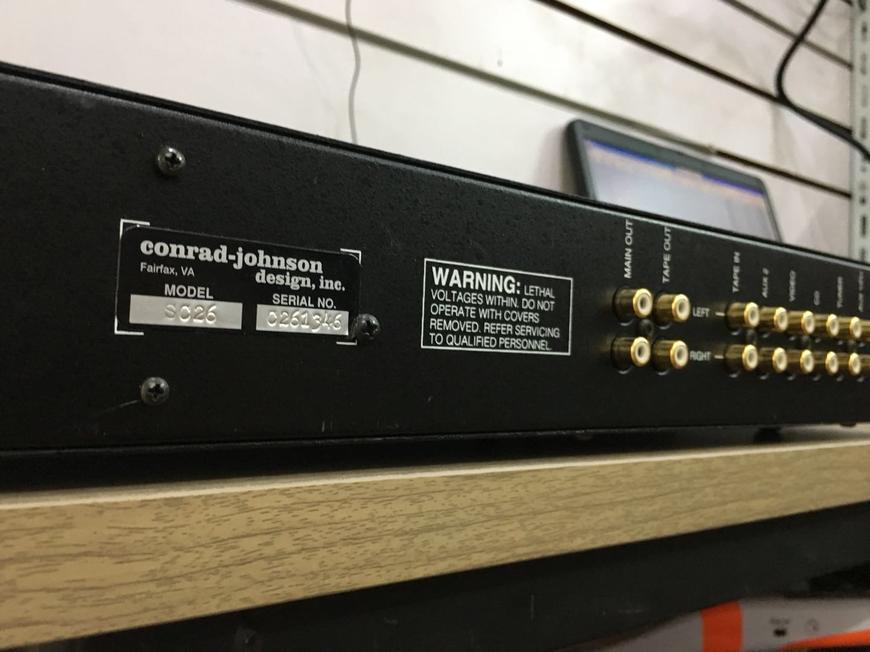 conrad-johnson
design, inc.
Fairfax, VA
MODEL
SC26
SERIAL NO.
0261346
WARNING: LETHAL
VOLTAGES WITHIN. DO NOT
OPERATE WITH COVERS
REMOVED. REFER SERVICING
TO QUALIFIED PERSONNEL.
MAIN OUT
TAPE OUT
TAPE IN
AUX 2
VIDEO
CD
TUNER
LEFT
RIGHT